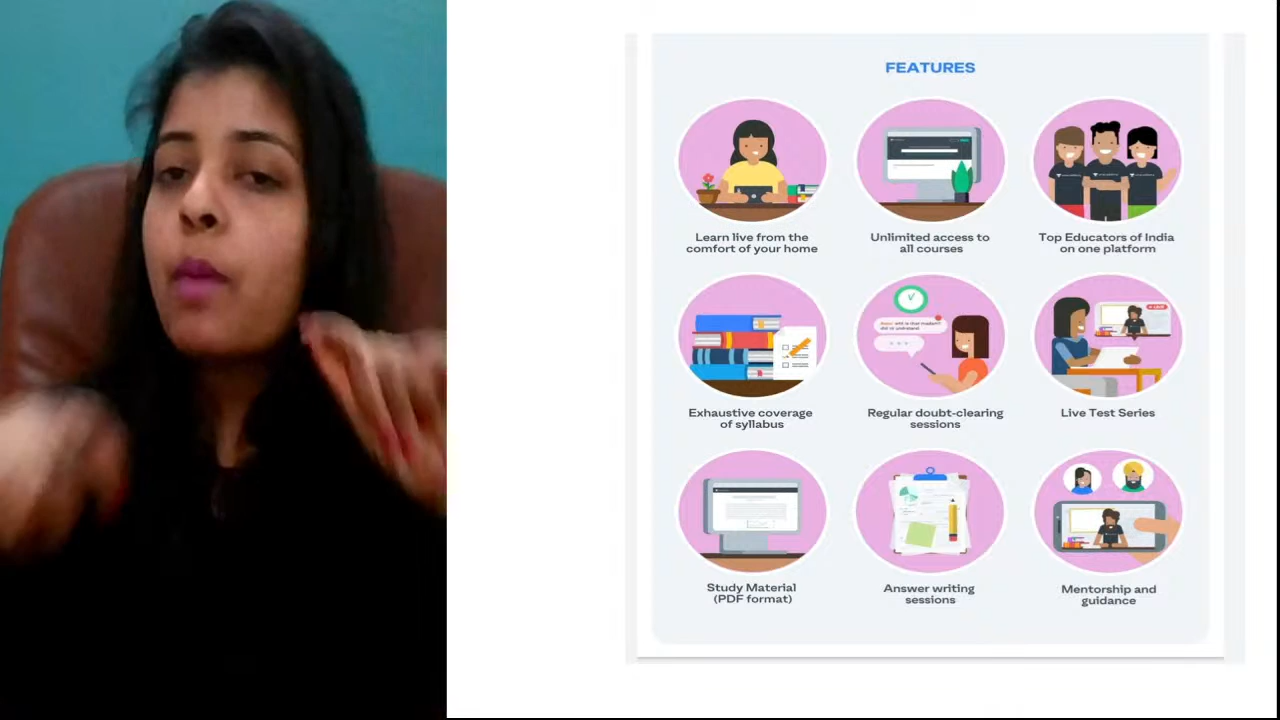 FEATURES
Learn live from the
comfort of your home
Unlimited access to
all courses
Top Educators of India
on one platform
Exhaustive coverage
of syllabus
Regular doubt-clearing
sessions
Live Test Series
Study Material
(PDF format)
Answer writing
sessions
Mentorship and
guidance